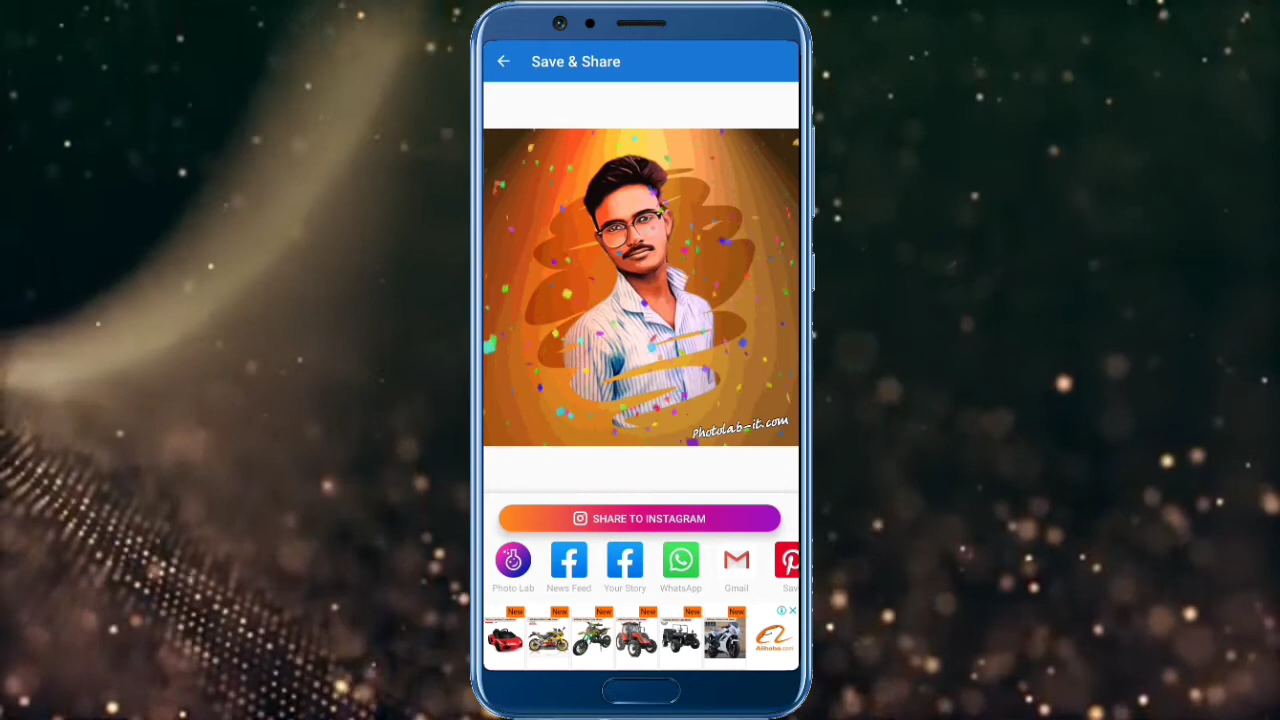 Save & Share
Photolab-it.com
SHARE TO INSTAGRAM
Photo Lab News Feed Your Story WhatsApp Gmail Sav
New New New New New New
Alibaba.com